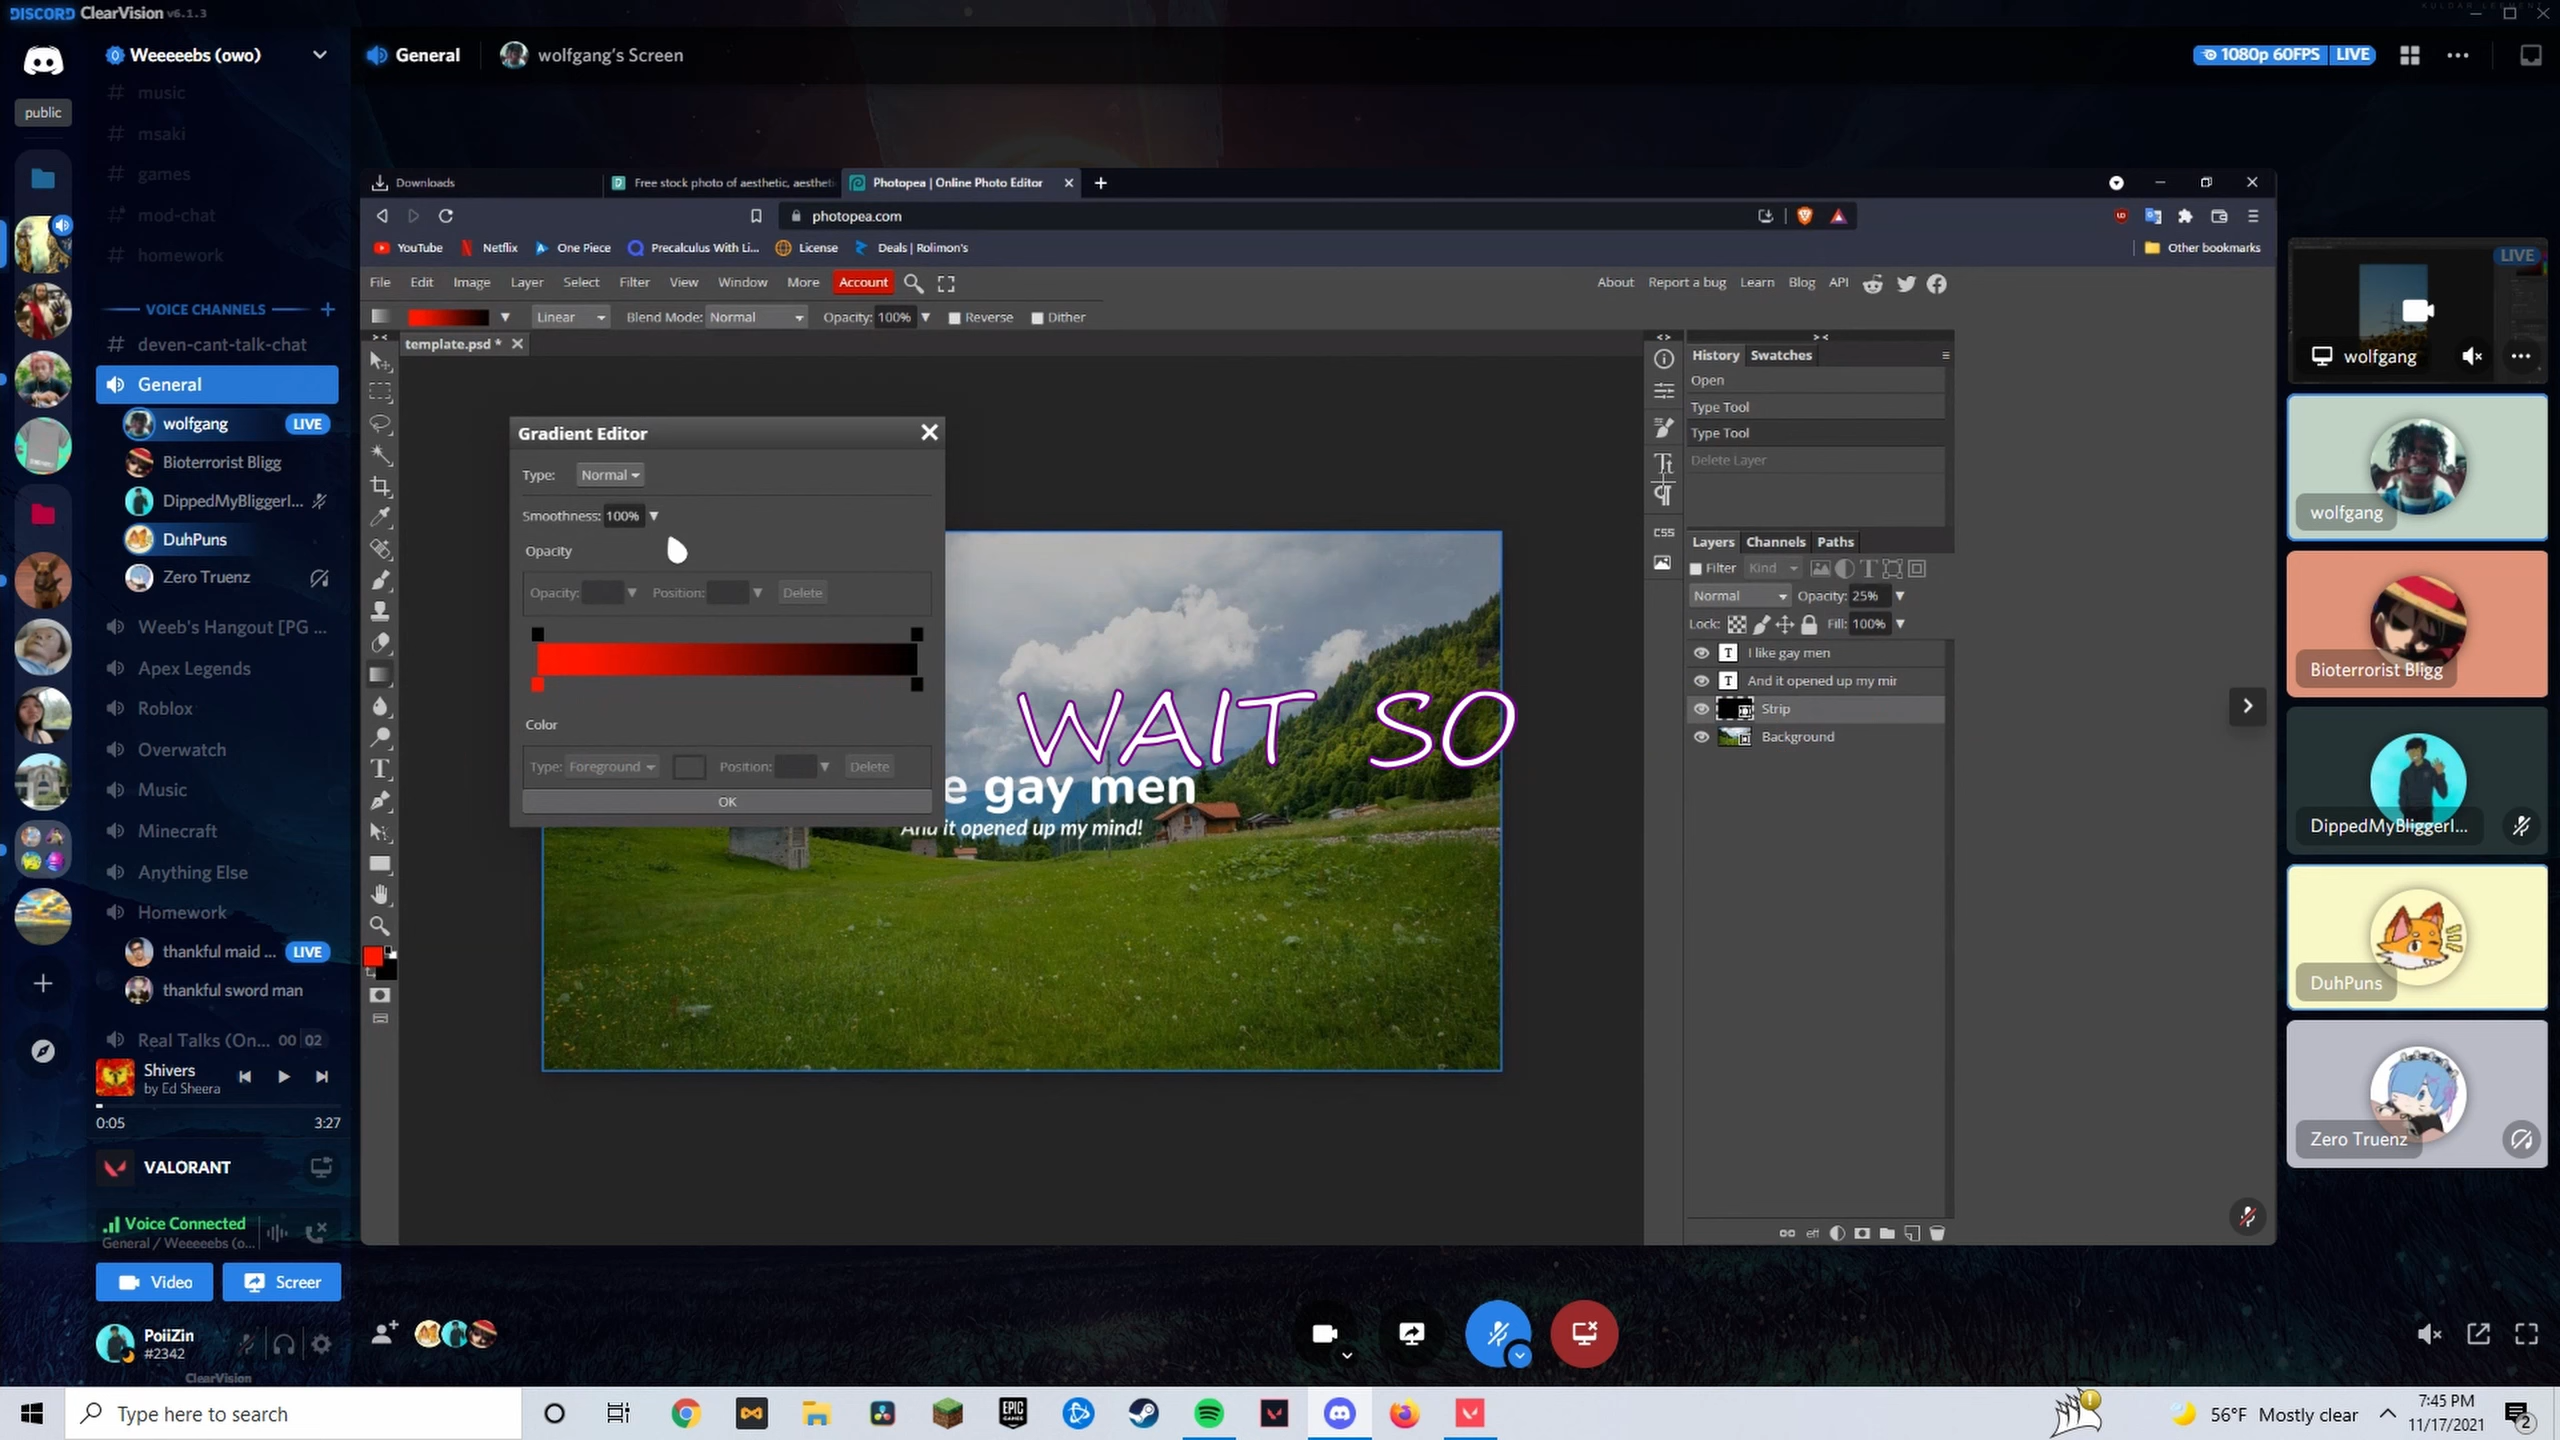 DISCORD ClearVision v6.1.3
Weeeeebs (owo)
General
wolfgang's Screen
1080p 60FPS LIVE
public
music
msaki
games
mod-chat
homework
VOICE CHANNELS
deven-cant-talk-chat
General
wolfgang LIVE
Bioterrorist Bligg
DippedMyBliggerI...
DuhPuns
Zero Truenz
Weeb's Hangout [PG ...
Apex Legends
Roblox
Overwatch
Music
Minecraft
Anything Else
Homework
thankful maid ... LIVE
thankful sword man
Real Talks (On... 00 02
Shivers
by Ed Sheera
0:05 3:27
VALORANT
Voice Connected
General / Weeeeebs (o...
Video Screer
PoiiZin
#2342
ClearVision
Downloads
Free stock photo of aesthetic, aestheti
Photopea | Online Photo Editor
photopea.com
YouTube Netflix One Piece Precalculus With Li... License Deals | Rolimon's Other bookmarks
File Edit Image Layer Select Filter View Window More Account
About Report a bug Learn Blog API
Linear Blend Mode: Normal Opacity: 100% Reverse Dither
template.psd *
Gradient Editor
Type: Normal
Smoothness: 100%
Opacity
Opacity: Position: Delete
Color
Type: Foreground Position: Delete
OK
WAIT SO
e gay men
And it opened up my mind!
History Swatches
Open
Type Tool
Type Tool
Delete Layer
CSS
Layers Channels Paths
Filter Kind
Normal Opacity: 25%
Lock: Fill: 100%
I like gay men
And it opened up my mir
Strip
Background
eff
LIVE
wolfgang
wolfgang
Bioterrorist Bligg
DippedMyBliggerI...
DuhPuns
Zero Truenz
Type here to search
EPIC
GAMES
56°F Mostly clear
7:45 PM
11/17/2021
2